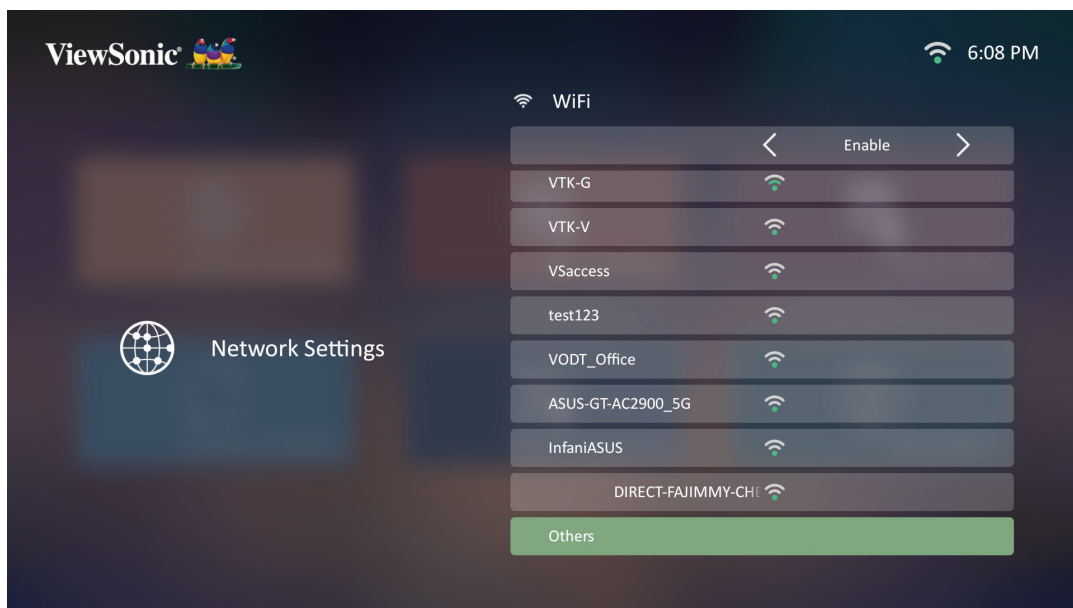 ViewSonic®
6:08 PM
WiFi
Enable
VTK-G
VTK-V
VSaccess
test123
Network Settings
VODT_Office
ASUS-GT-AC2900_5G
InfaniASUS
DIRECT-FAJIMMY-CHE
Others